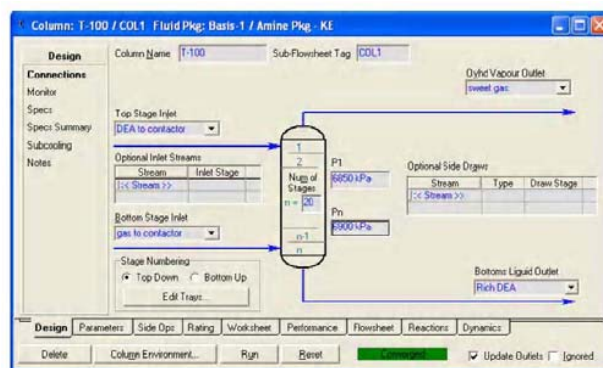 Column: T-100 / COL1 Fluid Pkg: Basis-1 / Amine Pkg - KE
Design
Connections
Monitor
Specs
Specs Summary
Subcooling
Notes
Column Name T-100 Sub-Flowsheet Tag COL1
Ovhd Vapour Outlet
sweet gas
Top Stage Inlet
DEA to contactor
Optional Inlet Streams
Stream Inlet Stage
<< Stream >>
Bottom Stage Inlet
gas to contactor
Stage Numbering
Top Down Bottom Up
Edit Trays...
1
2
Num of
Stages
n = 20
n-1
n
P1
6850 kPa
Pn
6900 kPa
Optional Side Draws
Stream Type Draw Stage
<< Stream >>
Bottoms Liquid Outlet
Rich DEA
Design Parameters Side Ops Rating Worksheet Performance Flowsheet Reactions Dynamics
Delete Column Environment... Run Reset Converged Update Outlets Ignored